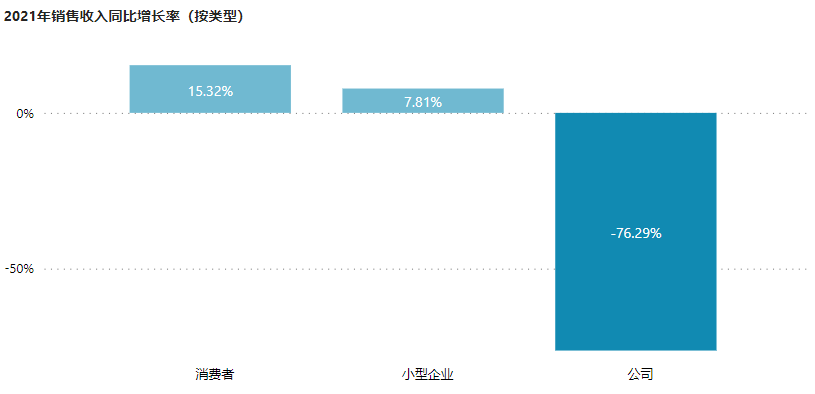 2021年销售收入同比增长率（按类型）
15.32%
7.81%
0%
-76.29%
-50%
消费者 小型企业 公司